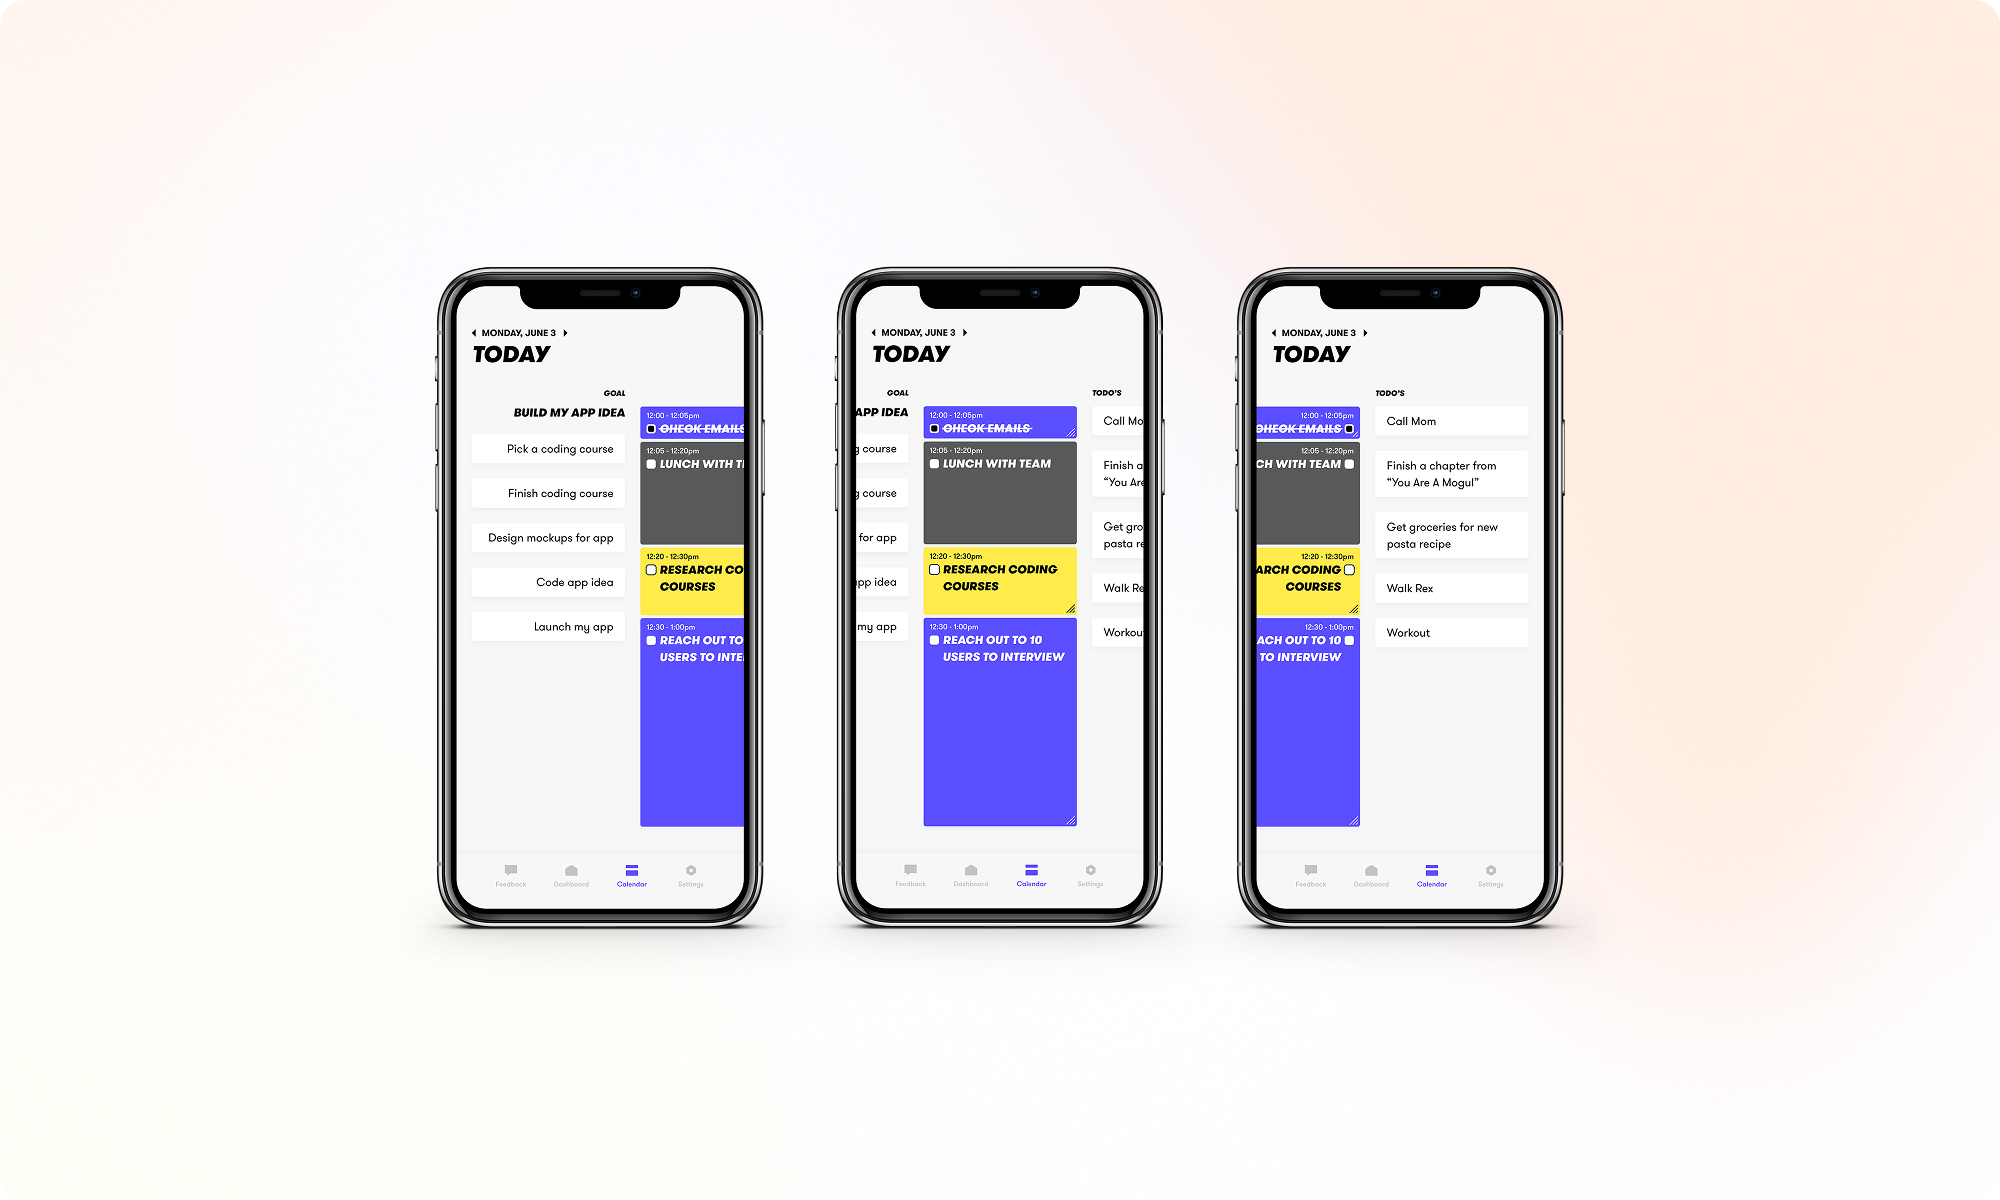 MONDAY, JUNE 3
TODAY
GOAL
BUILD MY APP IDEA
Pick a coding course
Finish coding course
Design mockups for app
Code app idea
Launch my app
12:00 - 12:05pm
CHECK EMAILS
12:05 - 12:20pm
LUNCH WITH T
12:20 - 12:30pm
RESEARCH CO
COURSES
12:30 - 1:00pm
REACH OUT TO
USERS TO INTE
Feedback
Dashboard
Calendar
Settings
MONDAY, JUNE 3
TODAY
GOAL
APP IDEA
g course
g course
for app
app idea
my app
12:00 - 12:05pm
CHECK EMAILS
12:05 - 12:20pm
LUNCH WITH TEAM
12:20 - 12:30pm
RESEARCH CODING
COURSES
12:30 - 1:00pm
REACH OUT TO 10
USERS TO INTERVIEW
TODO'S
Call Mo
Finish a
“You Are
Get gro
pasta re
Walk Re
Workou
Feedback
Dashboard
Calendar
Settings
MONDAY, JUNE 3
TODAY
12:00 - 12:05pm
CHECK EMAILS
12:05 - 12:20pm
CH WITH TEAM
12:20 - 12:30pm
ARCH CODING
COURSES
12:30 - 1:00pm
ACH OUT TO 10
TO INTERVIEW
TODO'S
Call Mom
Finish a chapter from
“You Are A Mogul”
Get groceries for new
pasta recipe
Walk Rex
Workout
Feedback
Dashboard
Calendar
Settings